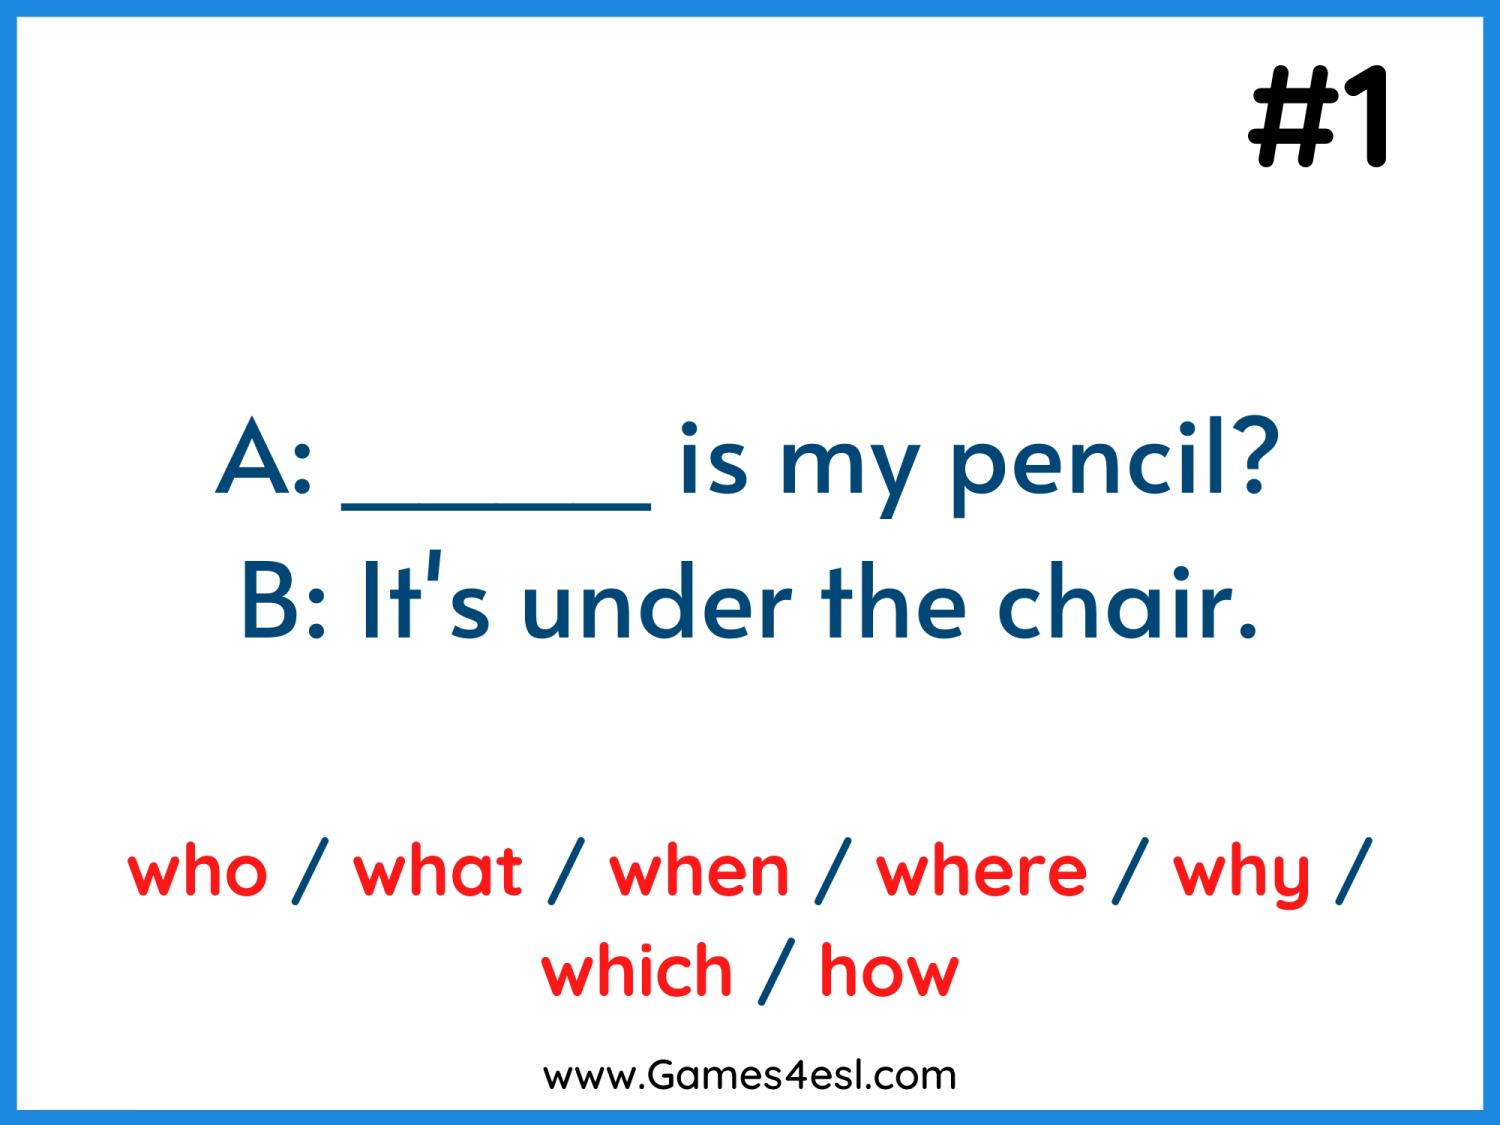 #1
A: ______ is my pencil?
B: It's under the chair.
who / what / when / where / why /
which / how
www.Games4esl.com